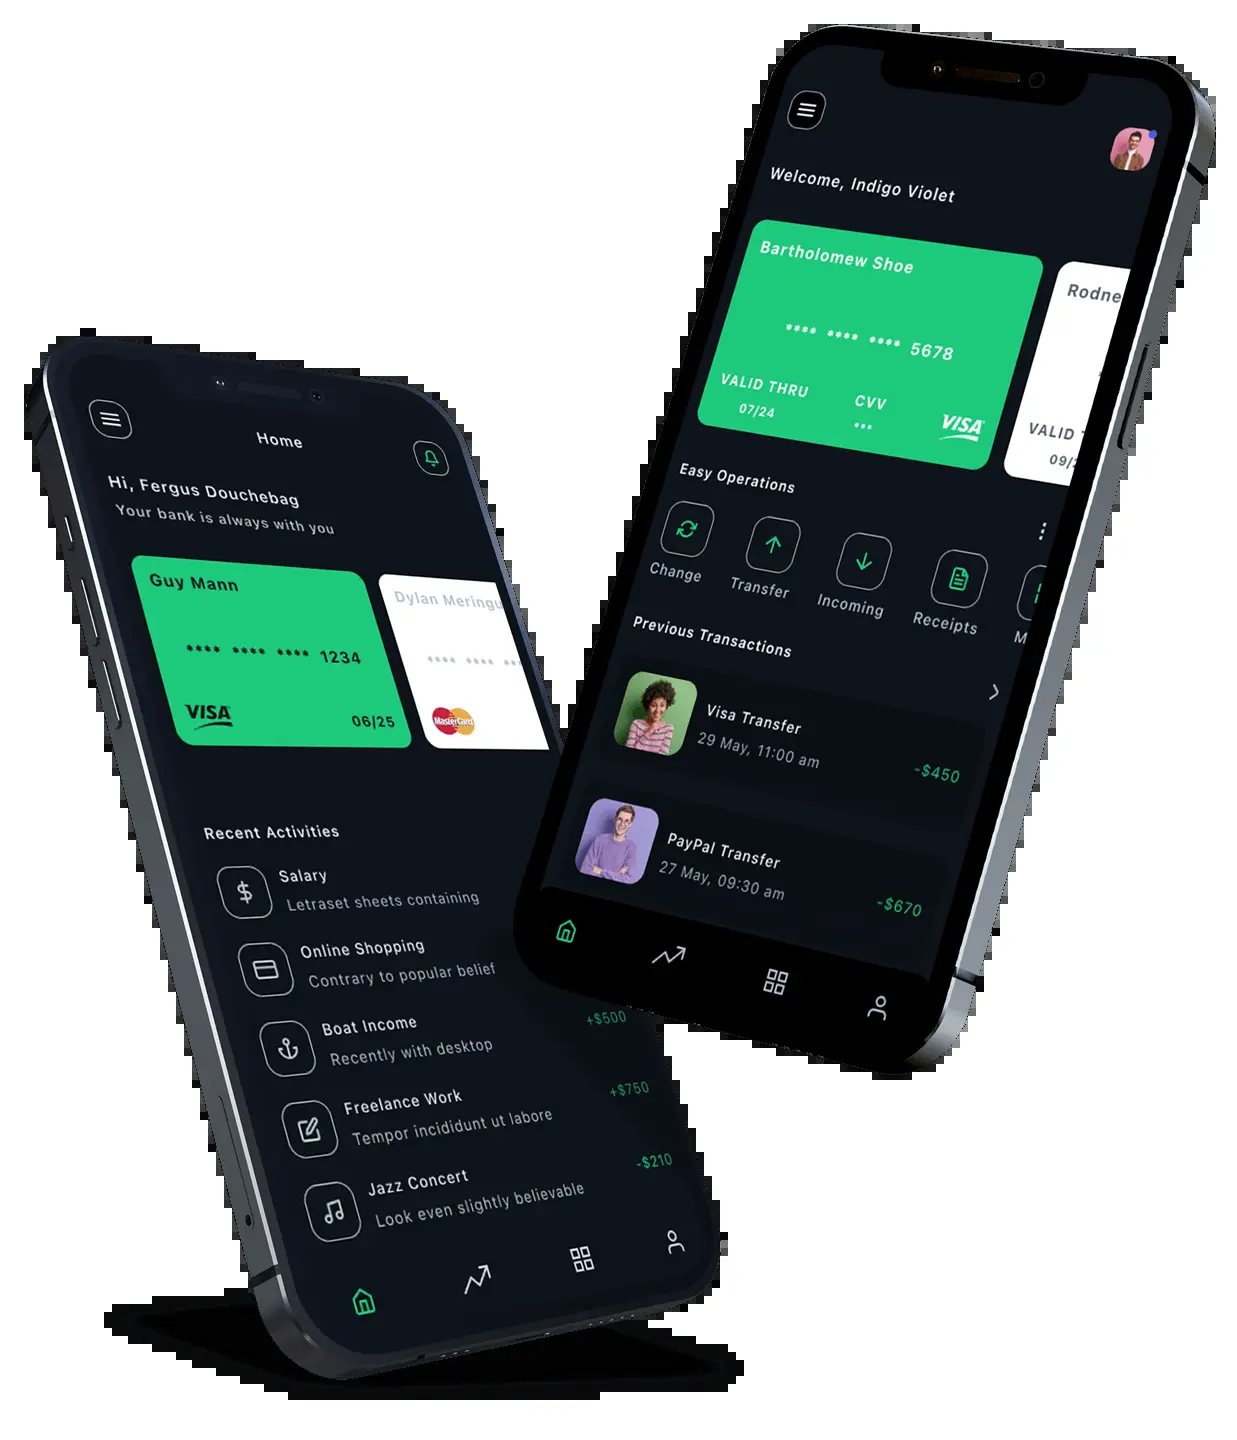 Welcome, Indigo Violet
Bartholomew Shoe
**** **** **** 5678
VALID THRU
07/24
CVV
•••
VISA
Rodne
VALID
09/2
Easy Operations
Change
Transfer
Incoming
Receipts
M
Previous Transactions
Visa Transfer
29 May, 11:00 am
-$450
PayPal Transfer
27 May, 09:30 am
-$670
Home
Hi, Fergus Douchebag
Your bank is always with you
Guy Mann
**** **** **** 1234
VISA
06/25
Dylan Meringu
**** **** **
MasterCard
Recent Activities
Salary
Letraset sheets containing
Online Shopping
Contrary to popular belief
Boat Income
Recently with desktop
+$500
Freelance Work
Tempor incididunt ut labore
+$750
Jazz Concert
Look even slightly believable
-$210